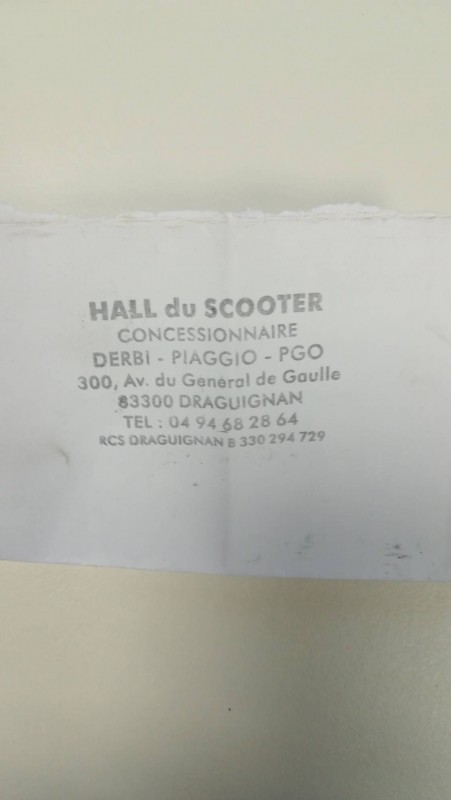 HALL du SCOOTER
CONCESSIONNAIRE
DERBI - PIAGGIO - PGO
300, Av. du Général de Gaulle
83300 DRAGUIGNAN
TEL : 04 94 68 28 64
RCS DRAGUIGNAN B 330 294 729